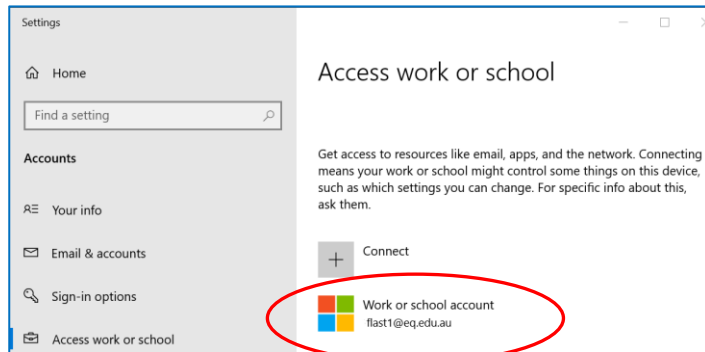 Settings
Home
Find a setting
Accounts
Your info
Email & accounts
Sign-in options
Access work or school
Access work or school
Get access to resources like email, apps, and the network. Connecting
means your work or school might control some things on this device,
such as which settings you can change. For specific info about this,
ask them.
Connect
Work or school account
flast1@eq.edu.au